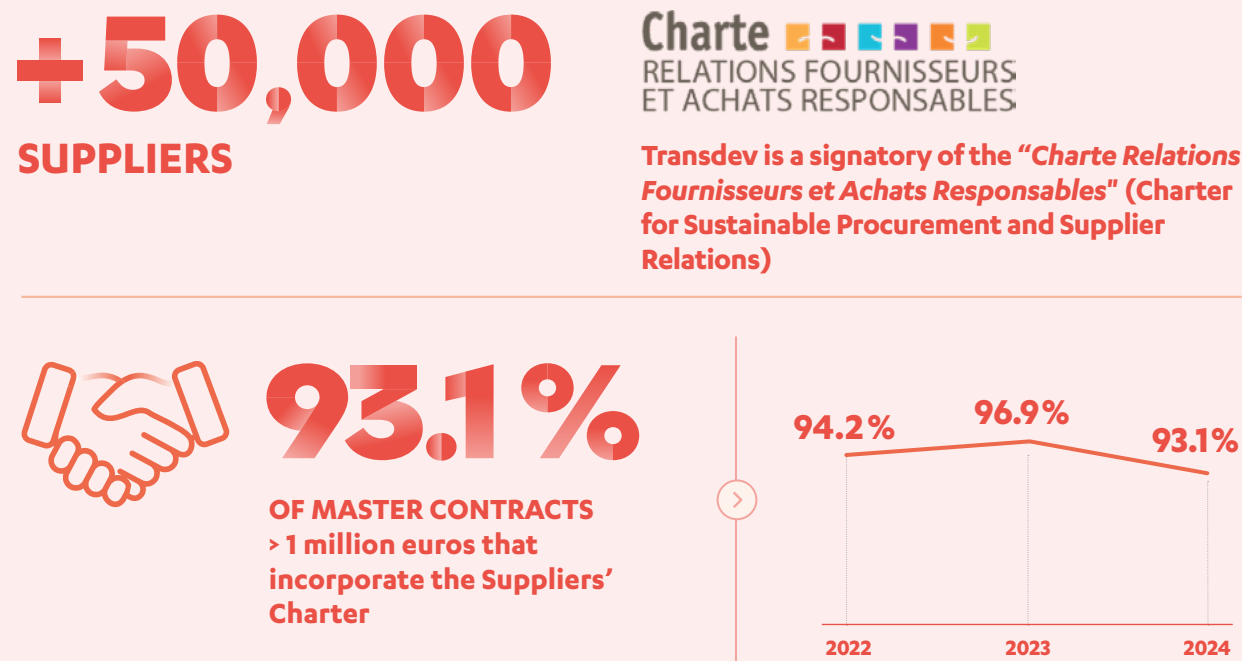 +50,000
SUPPLIERS
Charte
RELATIONS FOURNISSEURS
ET ACHATS RESPONSABLES
Transdev is a signatory of the “Charte Relations
Fournisseurs et Achats Responsables" (Charter
for Sustainable Procurement and Supplier
Relations)
93.1%
OF MASTER CONTRACTS
> 1 million euros that
incorporate the Suppliers’
Charter
94.2%
96.9%
93.1%
2022
2023
2024